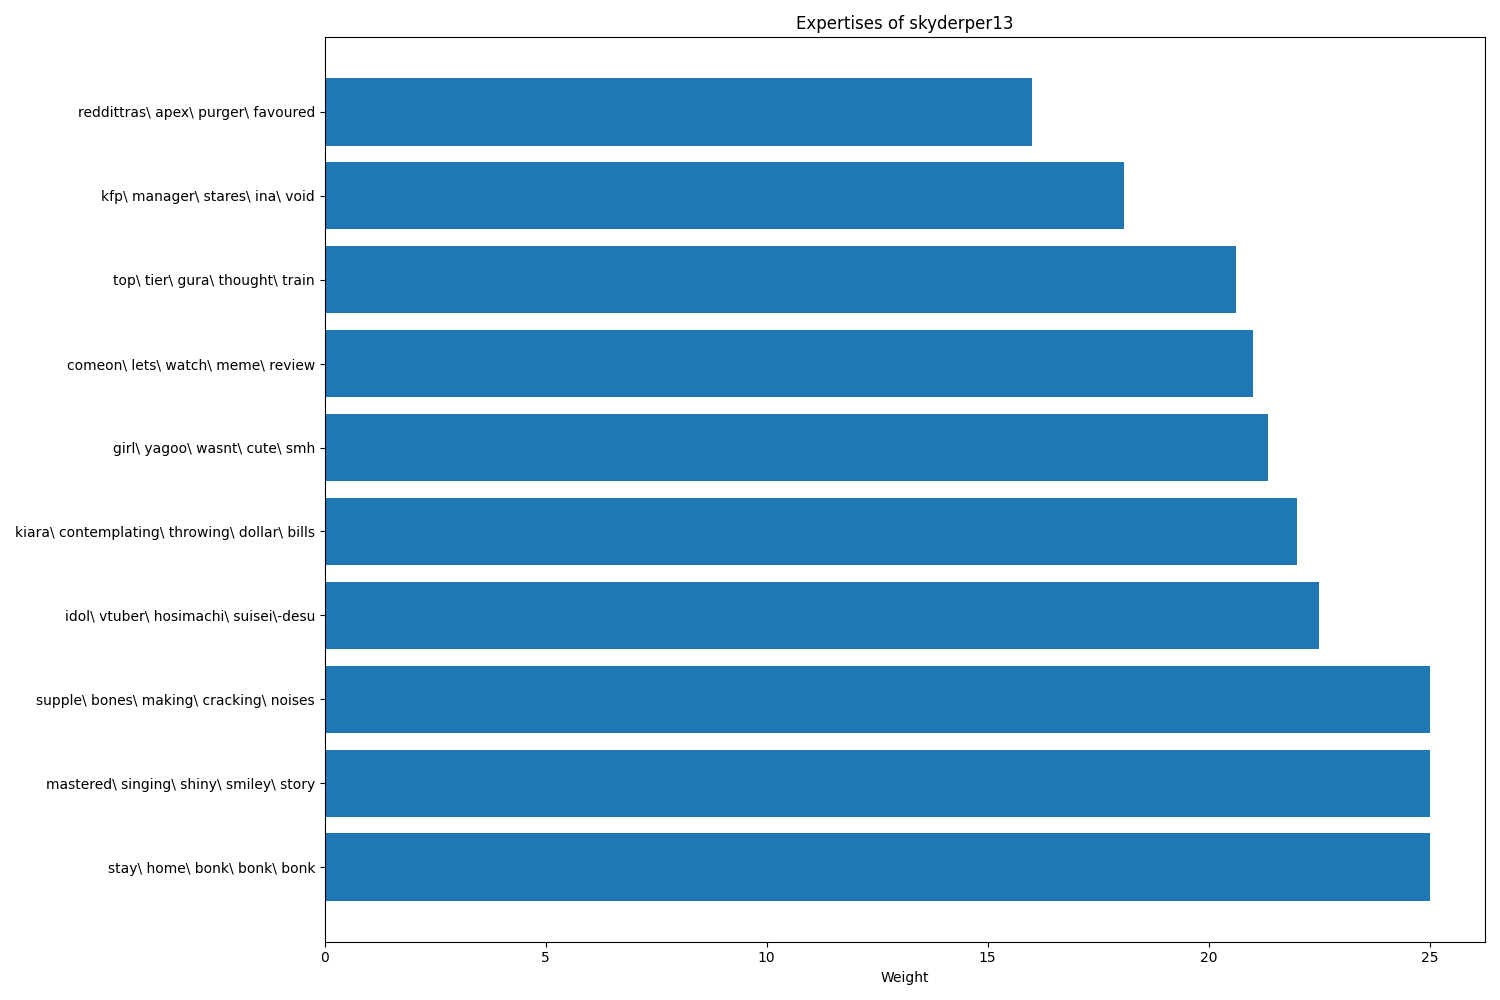 Expertises of skyderper13
reddittras\ apex\ purger\ favoured
kfp\ manager\ stares\ ina\ void
top\ tier\ gura\ thought\ train
comeon\ lets\ watch\ meme\ review
girl\ yagoo\ wasnt\ cute\ smh
kiara\ contemplating\ throwing\ dollar\ bills
idol\ vtuber\ hosimachi\ suisei\-desu
supple\ bones\ making\ cracking\ noises
mastered\ singing\ shiny\ smiley\ story
stay\ home\ bonk\ bonk\ bonk
0 5 10 15 20 25
Weight